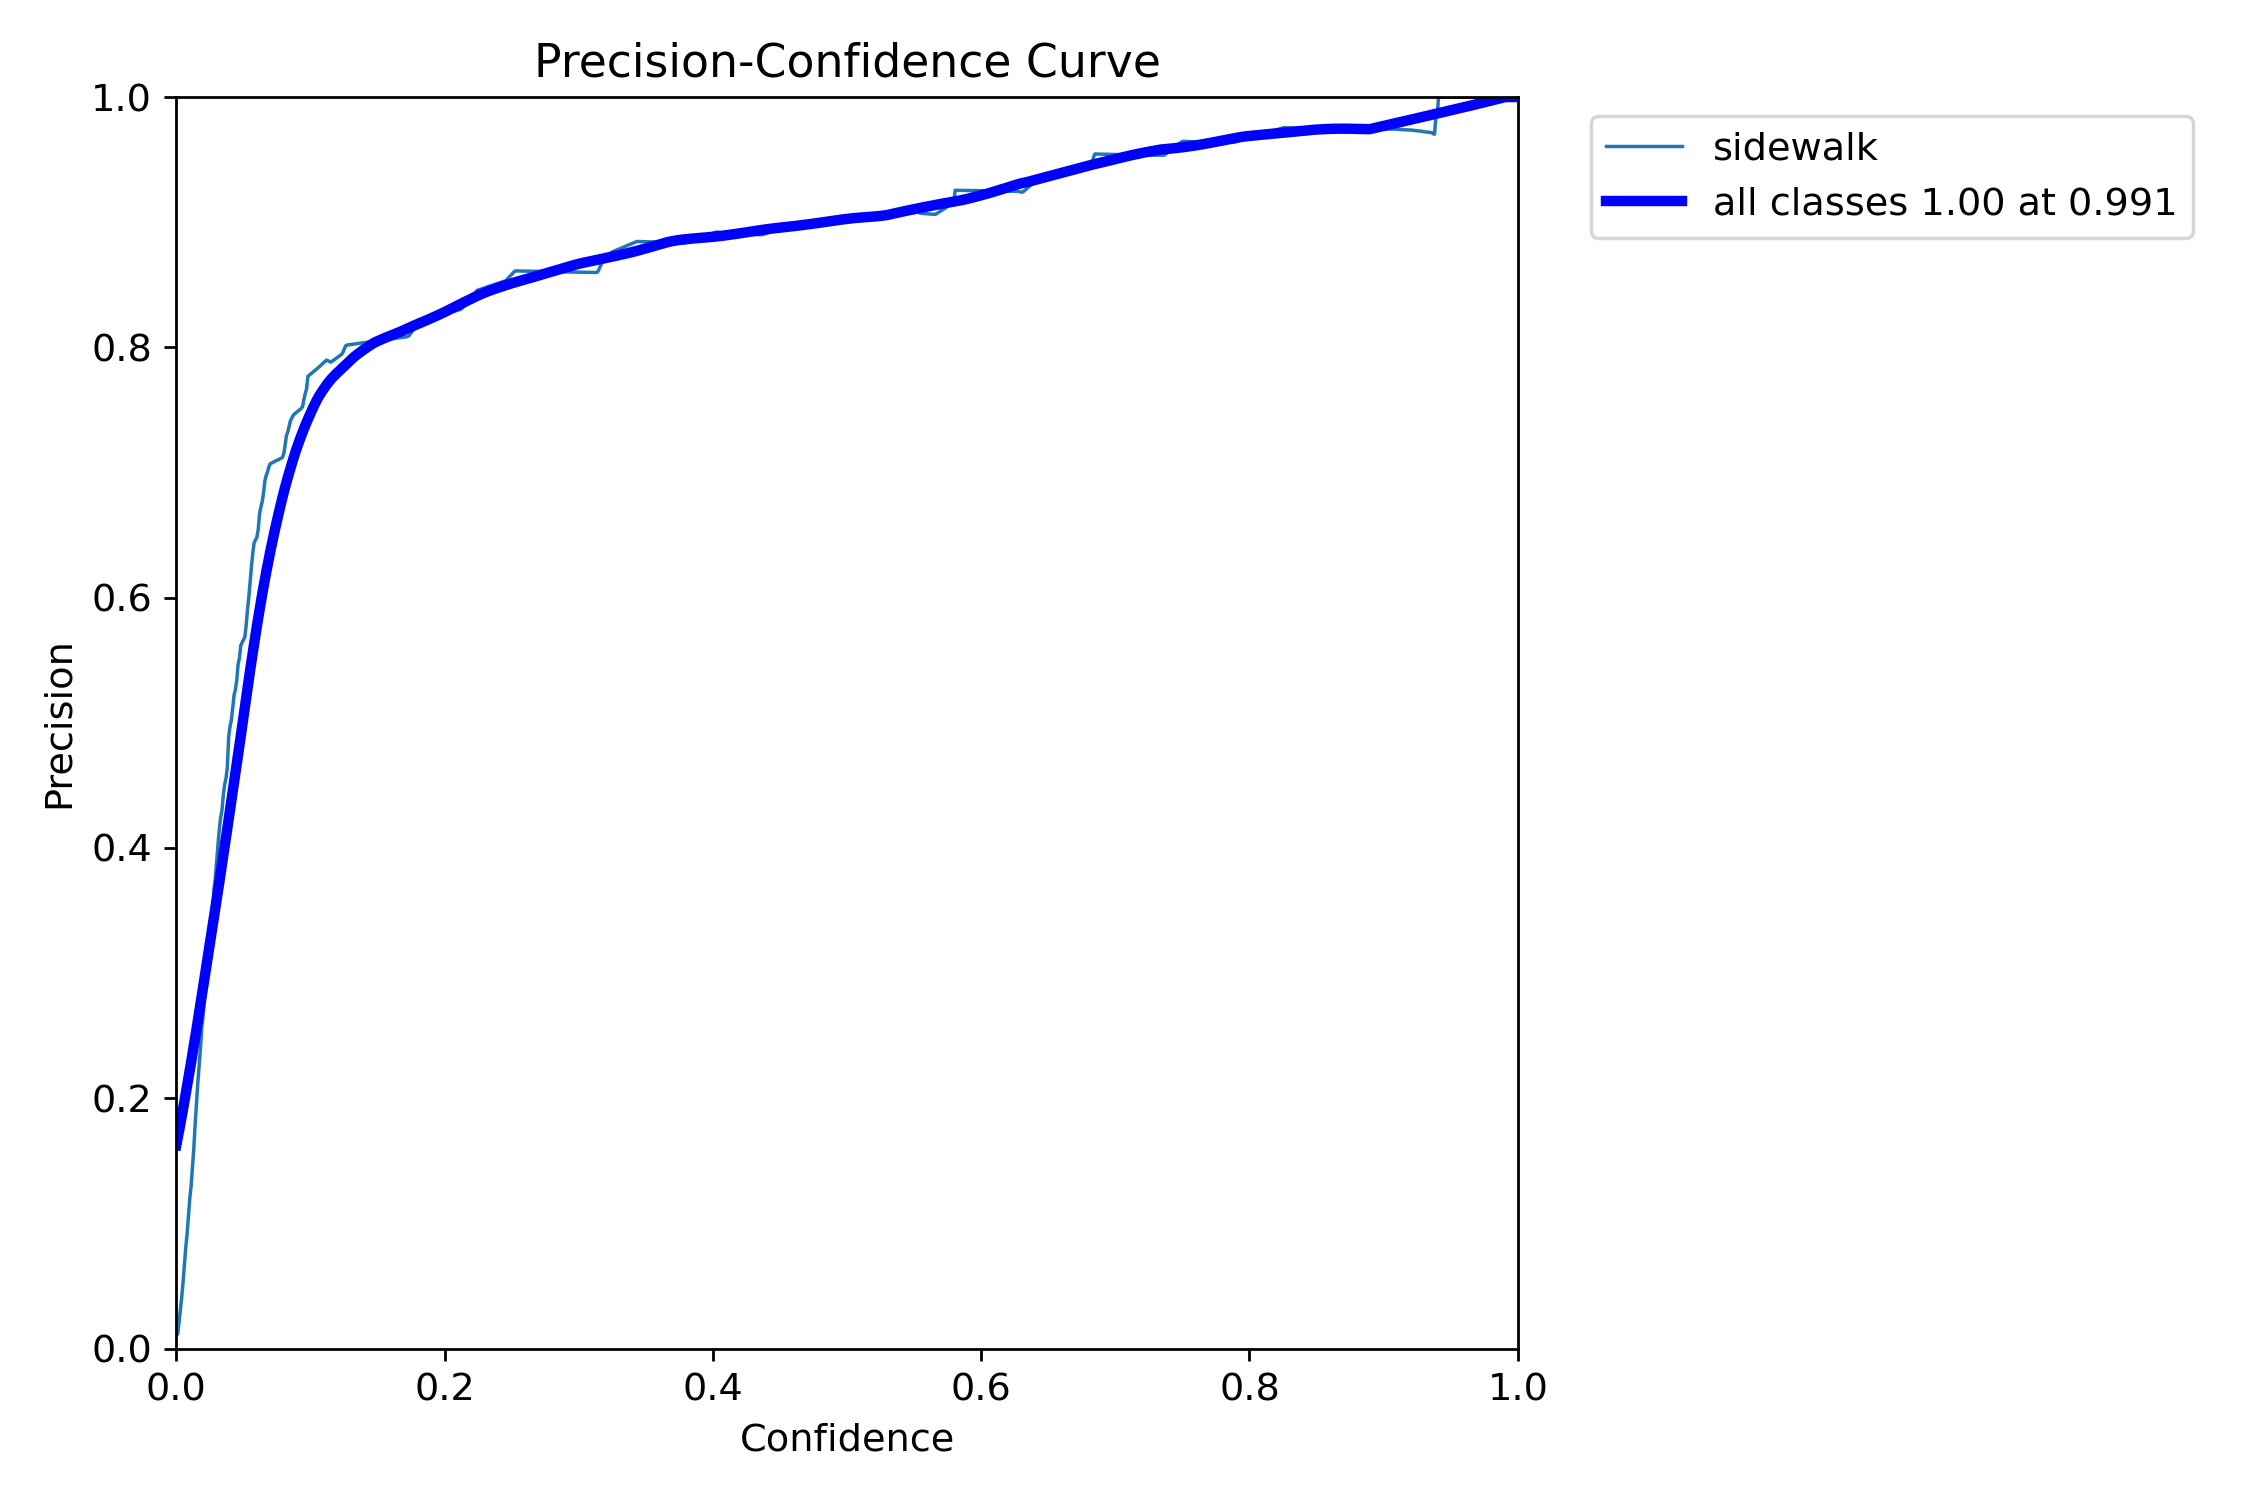 Precision-Confidence Curve
1.0
0.8
0.6
0.4
0.2
0.0
Precision
0.0 0.2 0.4 0.6 0.8 1.0
Confidence
sidewalk
all classes 1.00 at 0.991